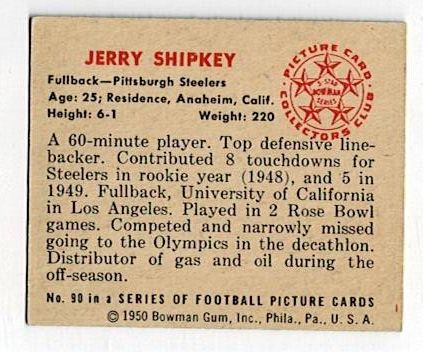 JERRY SHIPKEY
Fullback—Pittsburgh Steelers
Age: 25; Residence, Anaheim, Calif.
Height: 6-1 Weight: 220
PICTURE CARD
5-STAR
BOWMAN
SERIES
COLLECTORS CLUB
A 60-minute player. Top defensive line-
backer. Contributed 8 touchdowns for
Steelers in rookie year (1948), and 5 in
1949. Fullback, University of California
in Los Angeles. Played in 2 Rose Bowl
games. Competed and narrowly missed
going to the Olympics in the decathlon.
Distributor of gas and oil during the
off-season.
No. 90 in a SERIES OF FOOTBALL PICTURE CARDS
©1950 Bowman Gum, Inc., Phila., Pa., U. S. A.